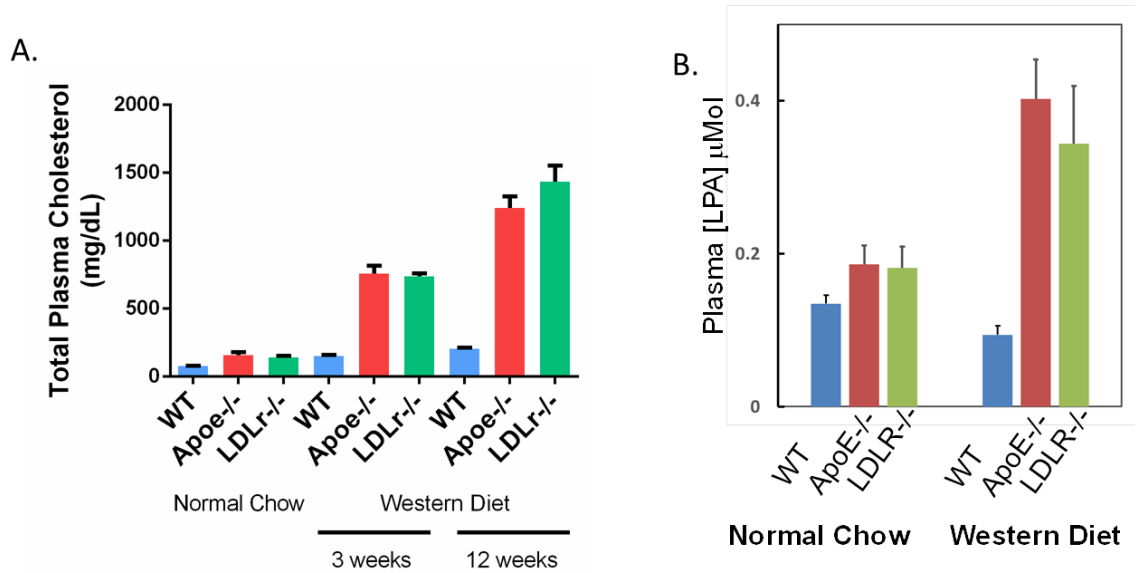 A.
Total Plasma Cholesterol
(mg/dL)
2000
1500
1000
500
0
WT
Apoe-/-
LDLr-/-
WT
Apoe-/-
LDLr-/-
WT
Apoe-/-
LDLr-/-
Normal Chow
Western Diet
3 weeks
12 weeks
B.
Plasma [LPA] μMol
0.4
0.2
0
WT
ApoE-/-
LDLR-/-
WT
ApoE-/-
LDLR-/-
Normal Chow
Western Diet